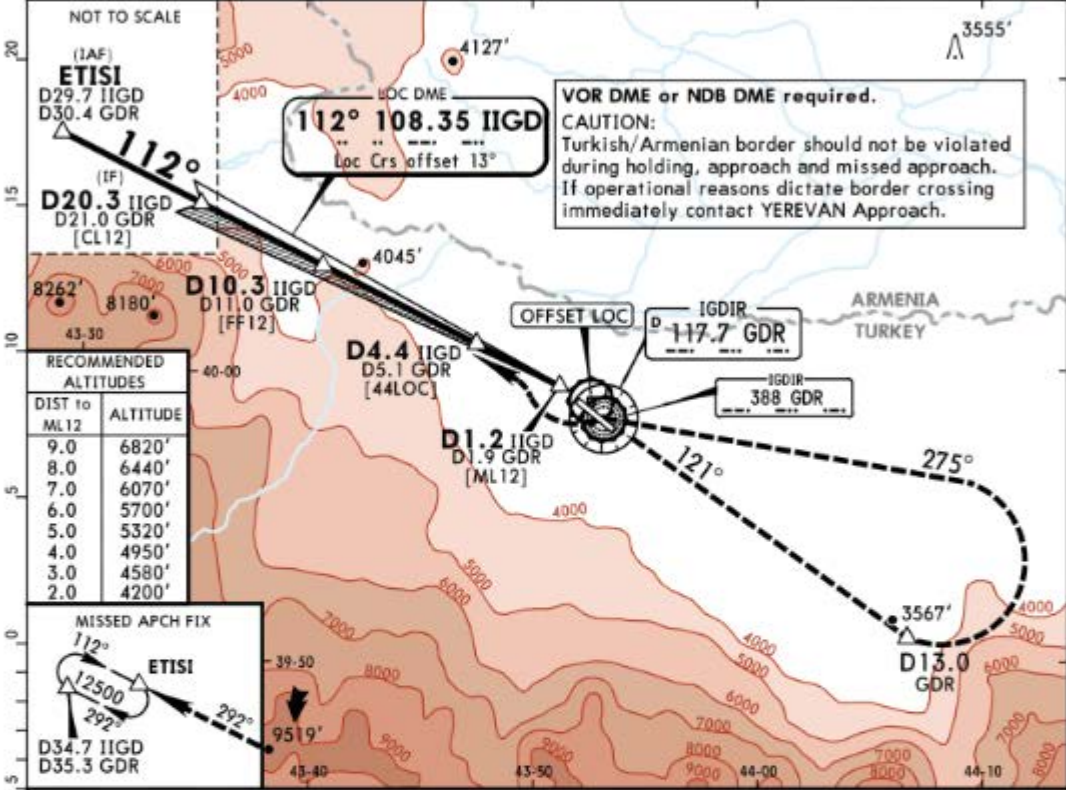 NOT TO SCALE
(IAF)
ETISI
D29.7 IIGD
D30.4 GDR
112°
(IF)
D20.3 IIGD
D21.0 GDR
[CL12]
LOC DME
112° 108.35 IIGD
Loc Crs offset 13°
4127'
3555'
VOR DME or NDB DME required.
CAUTION:
Turkish/Armenian border should not be violated
during holding, approach and missed approach.
If operational reasons dictate border crossing
immediately contact YEREVAN Approach.
20
15
10
5
0
5
5000
4000
6000
5000
7000
8262'
8180'
4045'
D10.3 IIGD
D11.0 GDR
[FF12]
43-30
40-00
ARMENIA
TURKEY
OFFSET LOC
IGDIR
D 117.7 GDR
IGDIR
388 GDR
D4.4 IIGD
D5.1 GDR
[44LOC]
D1.2 IIGD
D1.9 GDR
[ML12]
121°
275°
RECOMMENDED
ALTITUDES
DIST to ML12 ALTITUDE
9.0 6820'
8.0 6440'
7.0 6070'
6.0 5700'
5.0 5320'
4.0 4950'
3.0 4580'
2.0 4200'
4000
5000
6000
7000
8000
9000
4000
5000
6000
7000
8000
9000
9000
7000
8000
4000
5000
6000
3567'
D13.0
GDR
MISSED APCH FIX
112°
ETISI
12500
292°
292°
D34.7 IIGD
D35.3 GDR
39-50
9519'
43-40
43-50
44-00
44-10